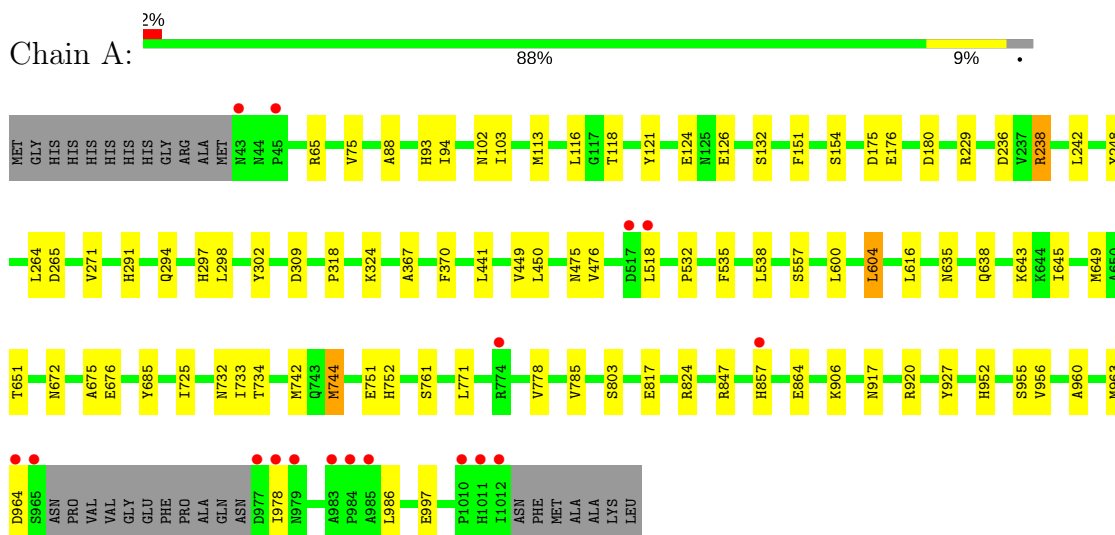 2%
Chain A:
88% 9% •
MET GLY HIS HIS HIS HIS HIS HIS GLY ARG ALA MET N43 N44 P45 R65 V75 A88 H93 I94 N102 I103 M113 L116 G117 T118 Y121 E124 N125 E126 S132 F151 S154 D175 E176 D180 R229 D236 V237 R238 L242
L264 D265 V271 H291 Q294 H297 L298 Y302 D309 P318 K324 A367 F370 L441 V449 L450 N475 V476 D517 L518 P532 F535 L538 S557 L600 L604 L616 N635 Q638 K643 K644 I645 M649 A650
T651 N672 A675 E676 Y685 I725 N732 I733 T734 M742 Q743 M744 E751 H752 S761 L771 R774 V778 V785 S803 E817 R824 R847 H857 E864 K906 N917 R920 Y927 H952 S955 V956 A960 M963
D964 S965 ASN PRO VAL VAL GLY GLU PHE PRO ALA GLN ASN D977 I978 N979 A983 P984 A985 L986 E997 P1010 H1011 I1012 ASN PHE MET ALA ALA LYS LEU